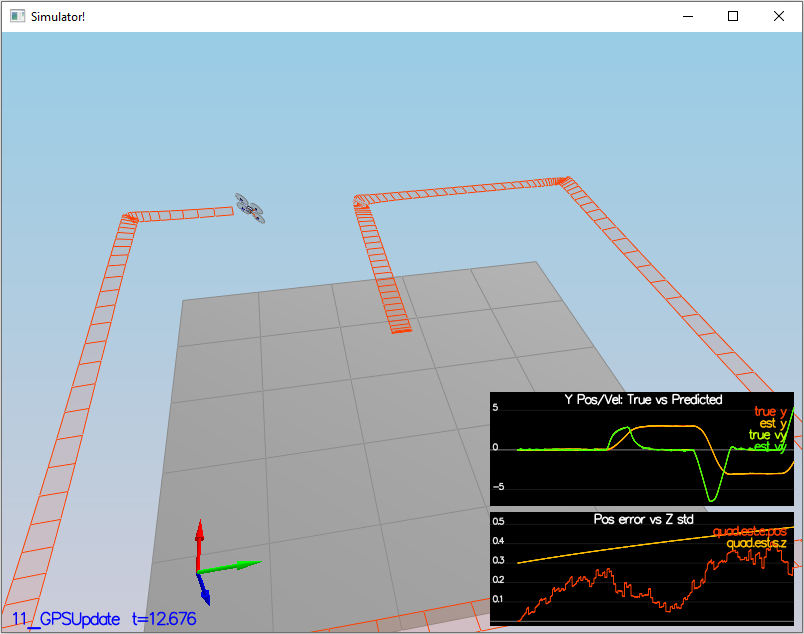 Simulator!
Y Pos/Vel: True vs Predicted
5
true y
est y
true vy
0
est vy
-5
Pos error vs Z std
0.5
quad.est.e.pos
quad.est.s.z
0.4
0.3
0.2
0.1
11_GPSUpdate t=12.676